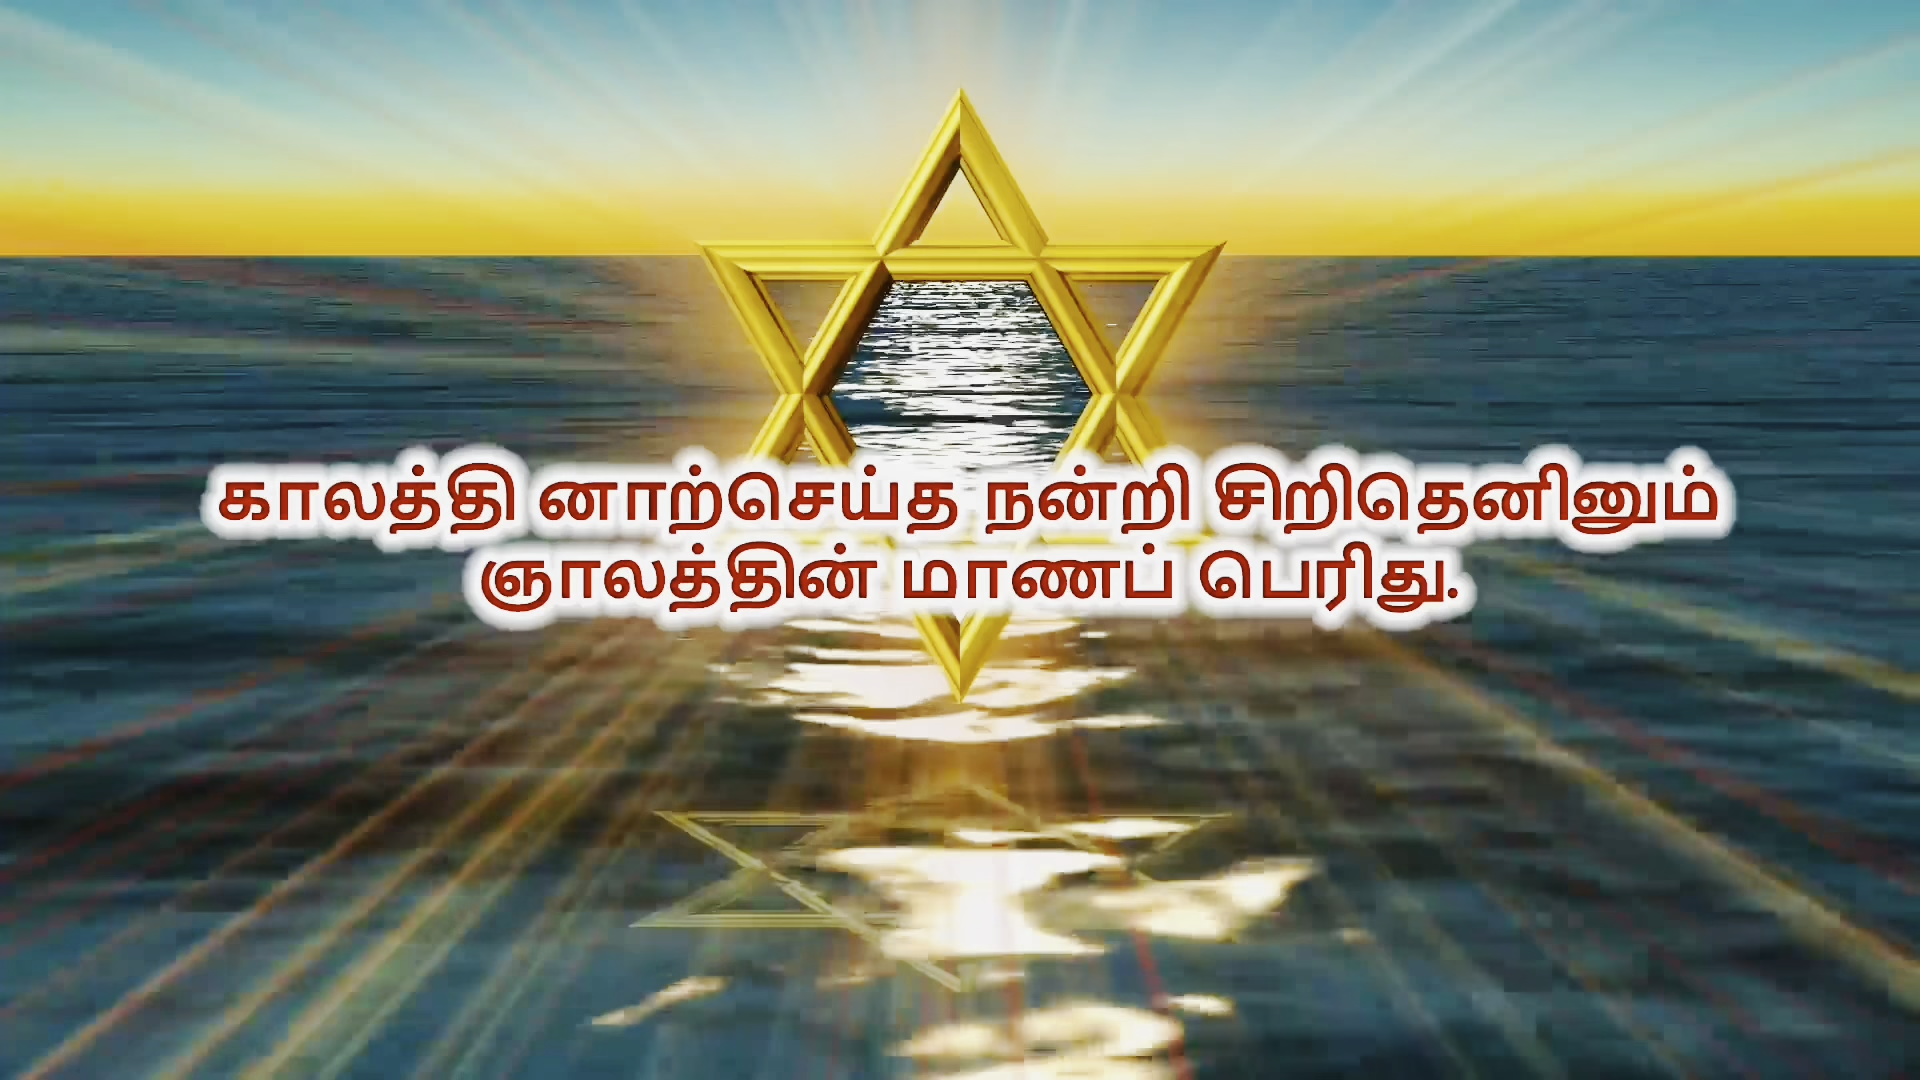 காலத்தி னாற்செய்த நன்றி சிறிதெனினும்
ஞாலத்தின் மாணப் பெரிது.